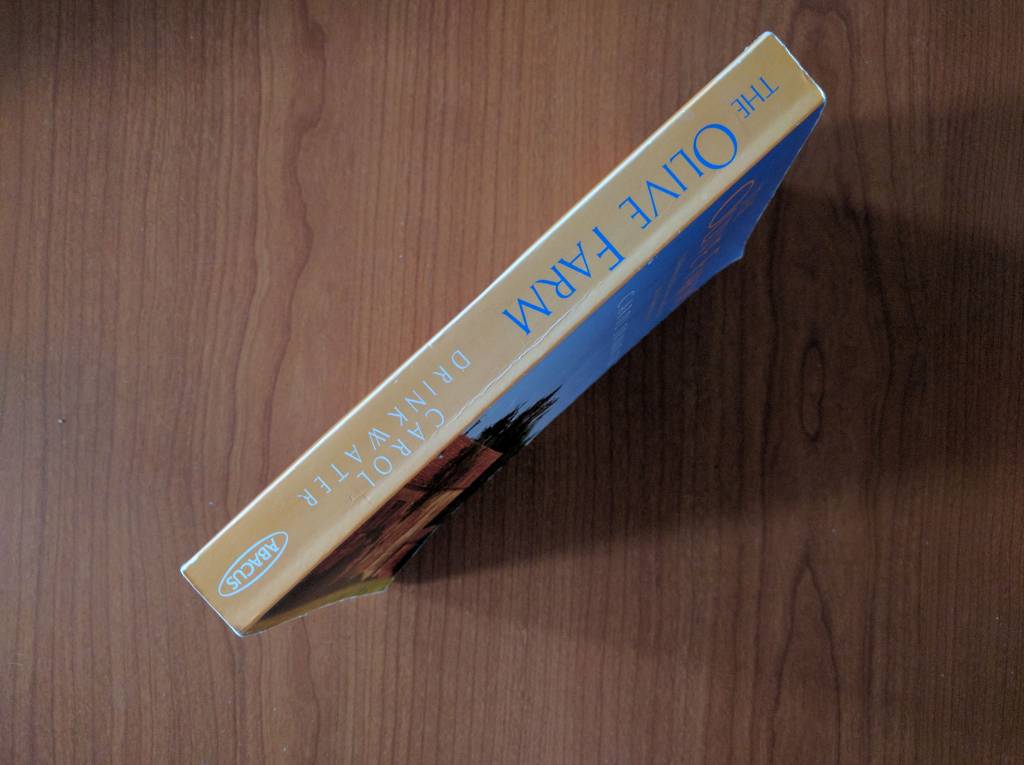 THE OLIVE FARM
CAROL
DRINKWATER
ABACUS